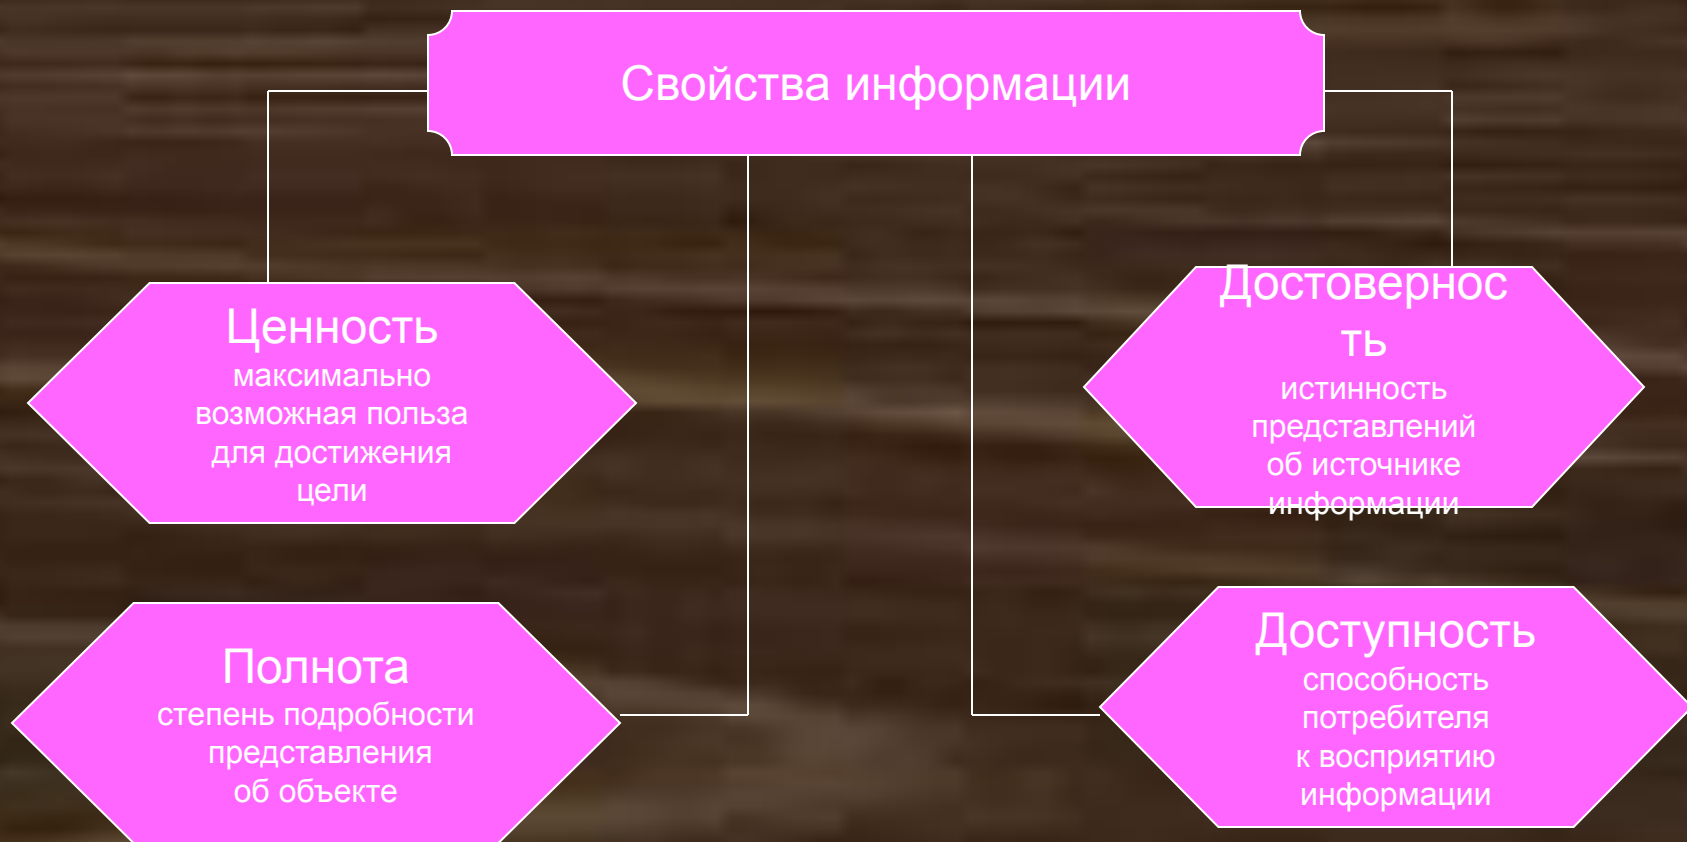 Свойства информации
Ценность
максимально
возможная польза
для достижения
цели
Достовернос
ть
истинность
представлений
об источнике
информации
Полнота
степень подробности
представления
об объекте
Доступность
способность
потребителя
к восприятию
информации